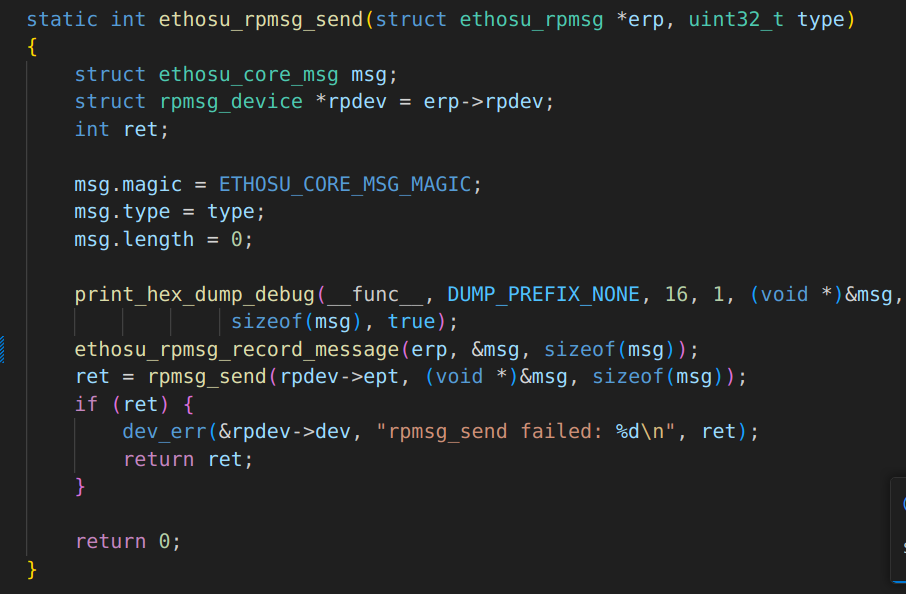 static int ethosu_rpmsg_send(struct ethosu_rpmsg *erp, uint32_t type)
{
    struct ethosu_core_msg msg;
    struct rpmsg_device *rpdev = erp->rpdev;
    int ret;

    msg.magic = ETHOSU_CORE_MSG_MAGIC;
    msg.type = type;
    msg.length = 0;

    print_hex_dump_debug(__func__, DUMP_PREFIX_NONE, 16, 1, (void *)&msg,
                 sizeof(msg), true);
    ethosu_rpmsg_record_message(erp, &msg, sizeof(msg));
    ret = rpmsg_send(rpdev->ept, (void *)&msg, sizeof(msg));
    if (ret) {
        dev_err(&rpdev->dev, "rpmsg_send failed: %d\n", ret);
        return ret;
    }

    return 0;
}